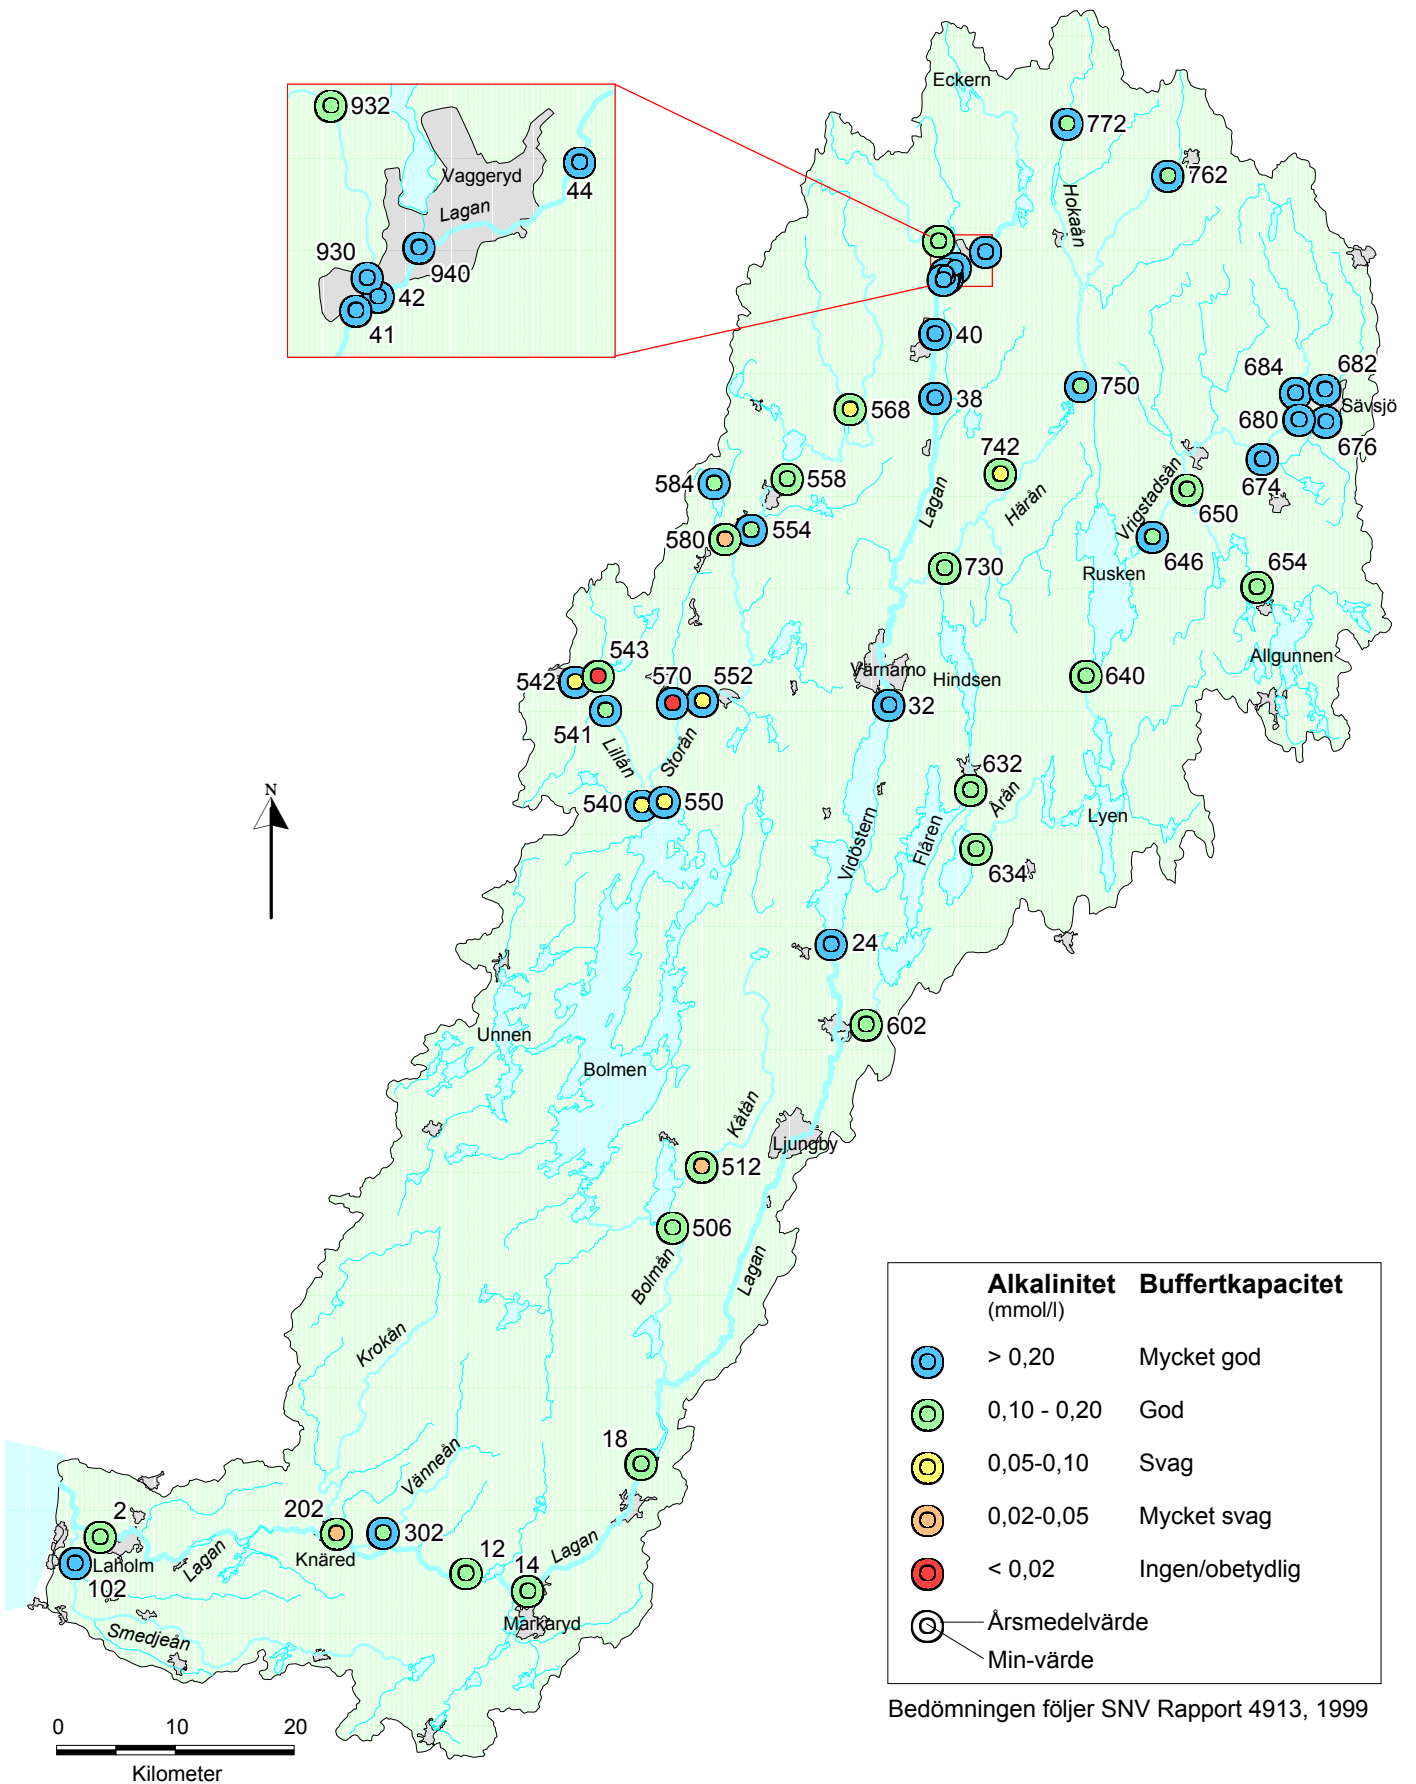 Eckern
932
772
Vaggeryd
762
44
Lagan
Hokaån
930
940
42
41
40
684
682
750
38
568
Sävsjö
680
676
742
Vrigstadsån
674
584
558
Lagan
Härån
650
580
554
646
730
Rusken
654
543
Allgunnen
542
570
552
Värnamo
Hindsen
640
32
541
Lillån
Storån
632
N
540
550
Årån
Vidöstern
Flåren
Lyen
634
24
Unnen
602
Bolmen
Kåtån
Ljungby
512
506
Bolmån
Lagan
Krokån
18
Vänneån
2
202
302
Lagan
Knäred
12
Lagan
14
Laholm
102
Markaryd
Smedjeån
Alkalinitet Buffertkapacitet
(mmol/l)
> 0,20 Mycket god
0,10 - 0,20 God
0,05-0,10 Svag
0,02-0,05 Mycket svag
< 0,02 Ingen/obetydlig
Årsmedelvärde
Min-värde
Bedömningen följer SNV Rapport 4913, 1999
0 10 20
Kilometer